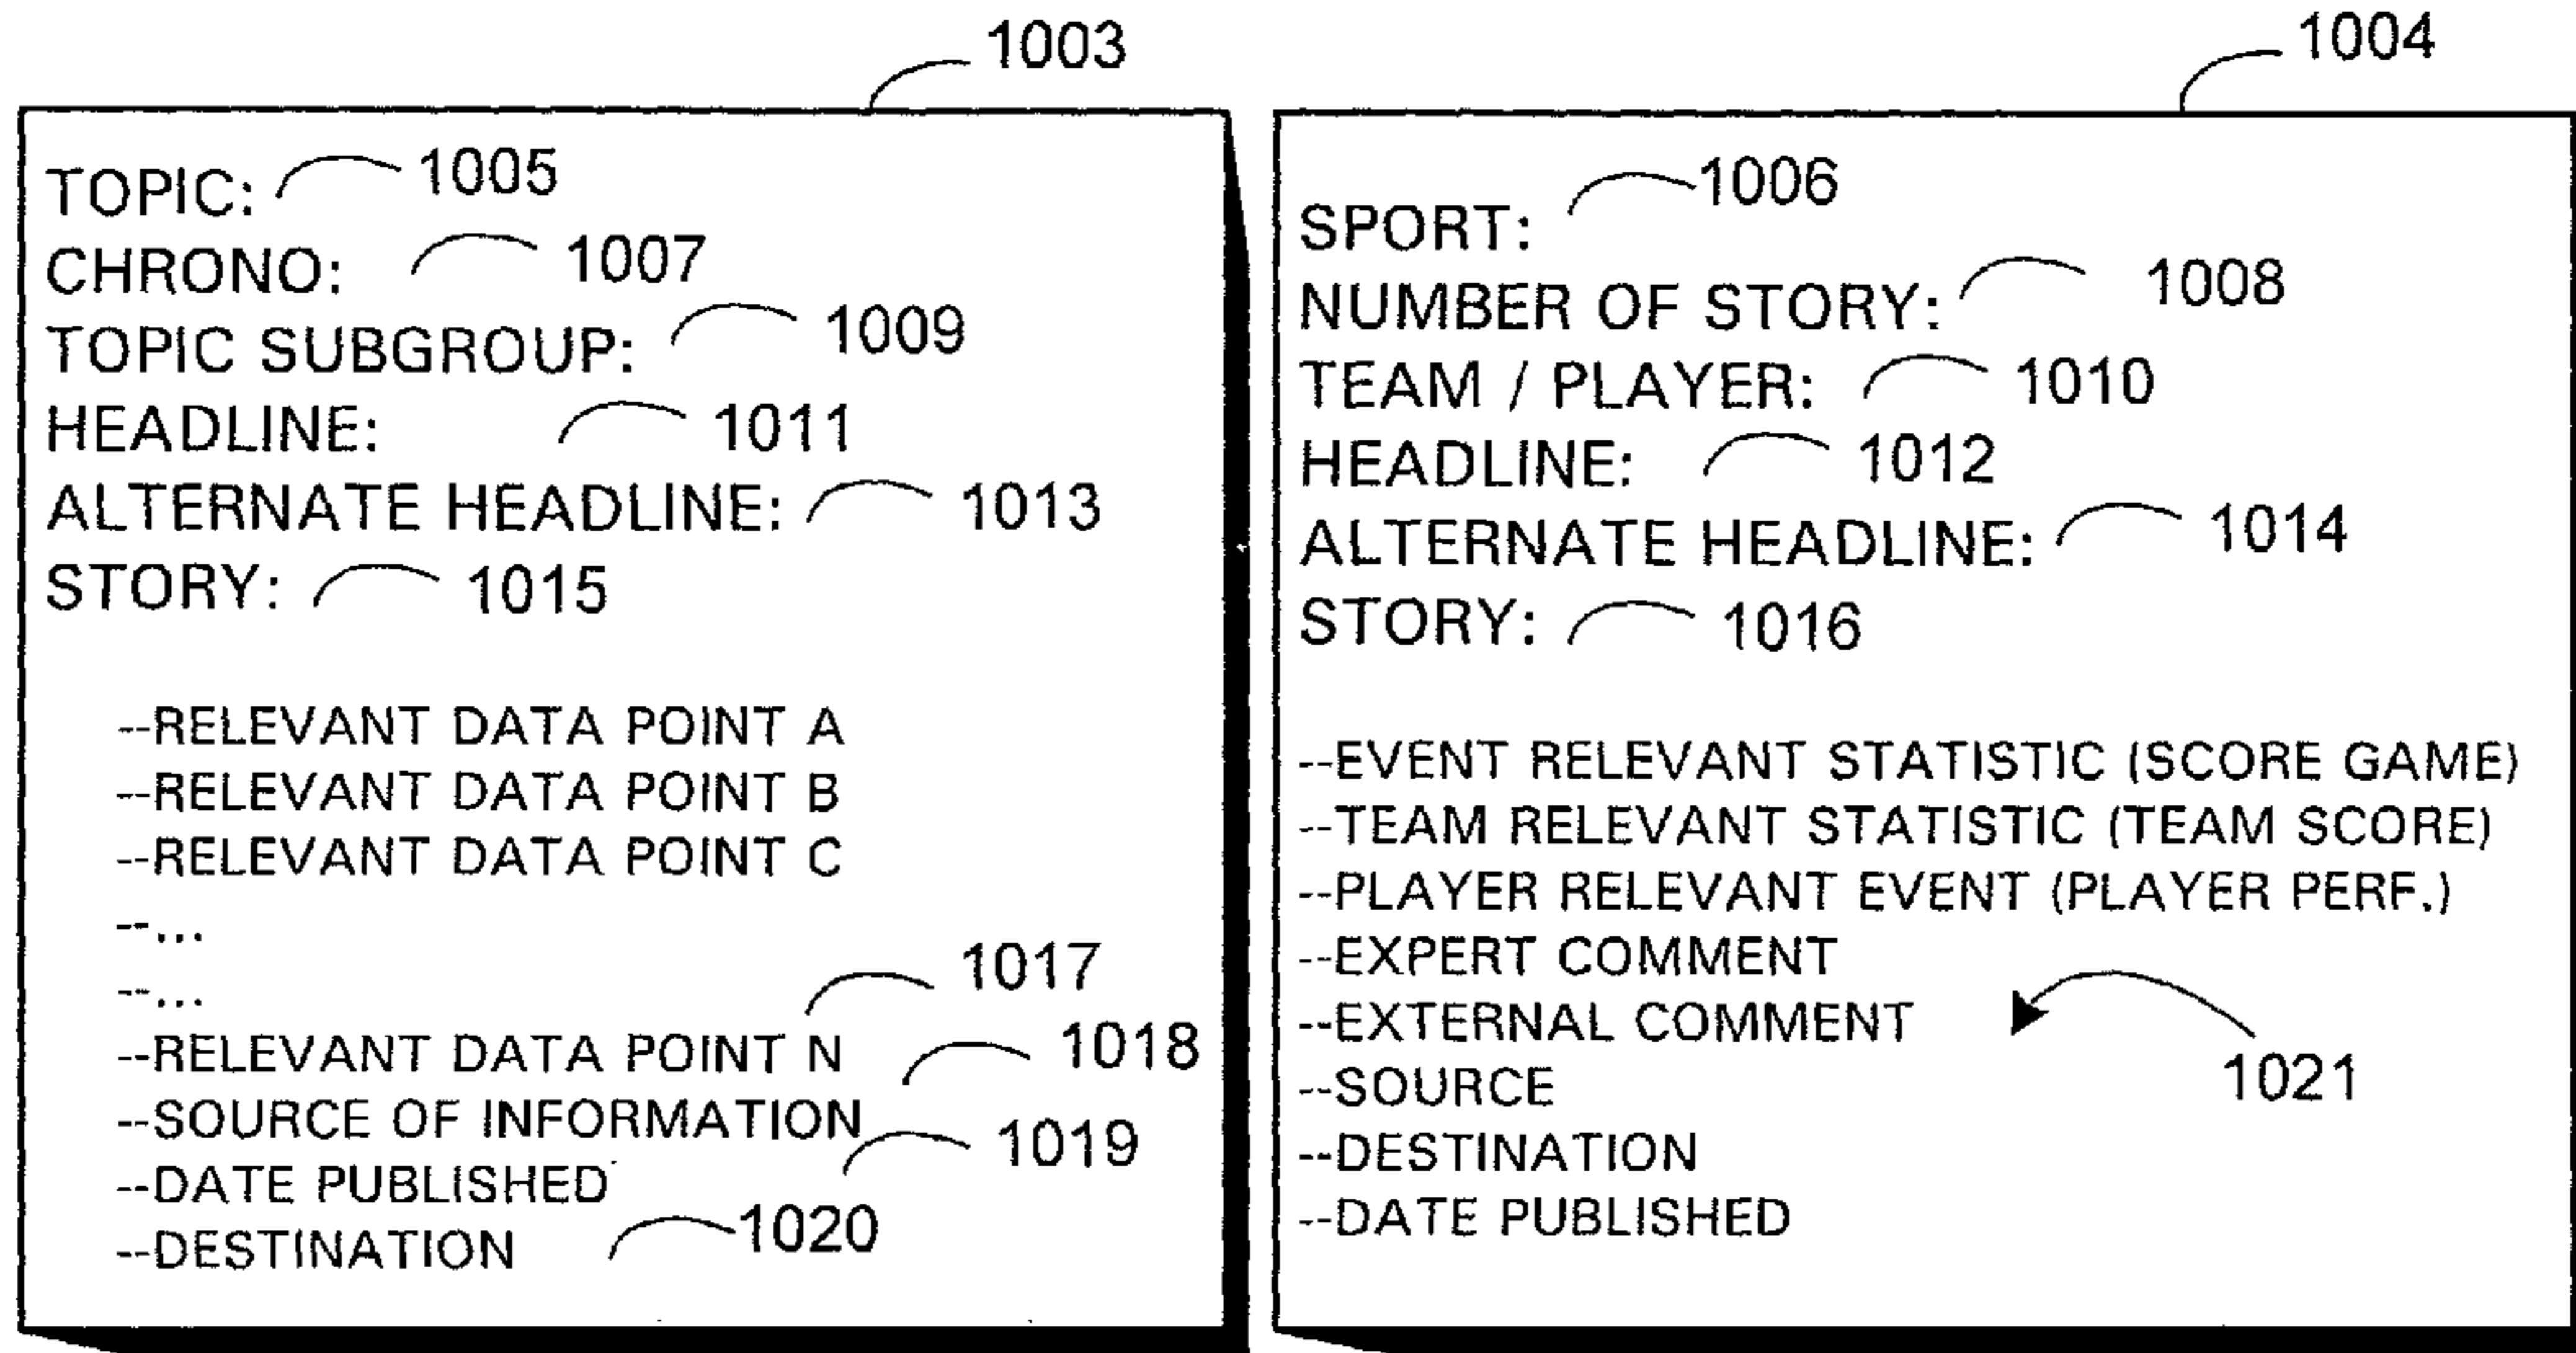 1003
TOPIC: 1005
CHRONO: 1007
TOPIC SUBGROUP: 1009
HEADLINE: 1011
ALTERNATE HEADLINE: 1013
STORY: 1015
--RELEVANT DATA POINT A
--RELEVANT DATA POINT B
--RELEVANT DATA POINT C
--...
--...
1017
--RELEVANT DATA POINT N
1018
--SOURCE OF INFORMATION
1019
--DATE PUBLISHED
--DESTINATION 1020
1004
SPORT: 1006
NUMBER OF STORY: 1008
TEAM / PLAYER: 1010
HEADLINE: 1012
ALTERNATE HEADLINE: 1014
STORY: 1016
--EVENT RELEVANT STATISTIC (SCORE GAME)
--TEAM RELEVANT STATISTIC (TEAM SCORE)
--PLAYER RELEVANT EVENT (PLAYER PERF.)
--EXPERT COMMENT
--EXTERNAL COMMENT
--SOURCE 1021
--DESTINATION
--DATE PUBLISHED